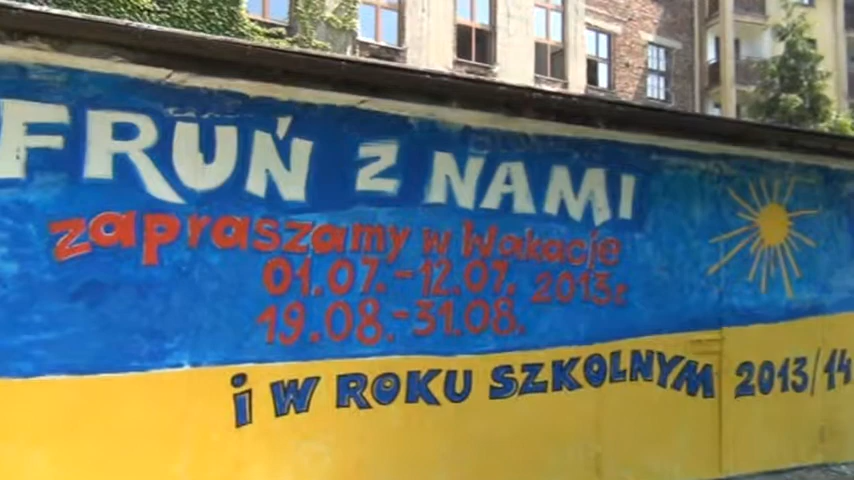 FRUŃ Z NAMI
zapraszamy w Wakacje
01.07.-12.07. 2013r
19.08.-31.08.
i W ROKU SZKOLNYM 2013/14